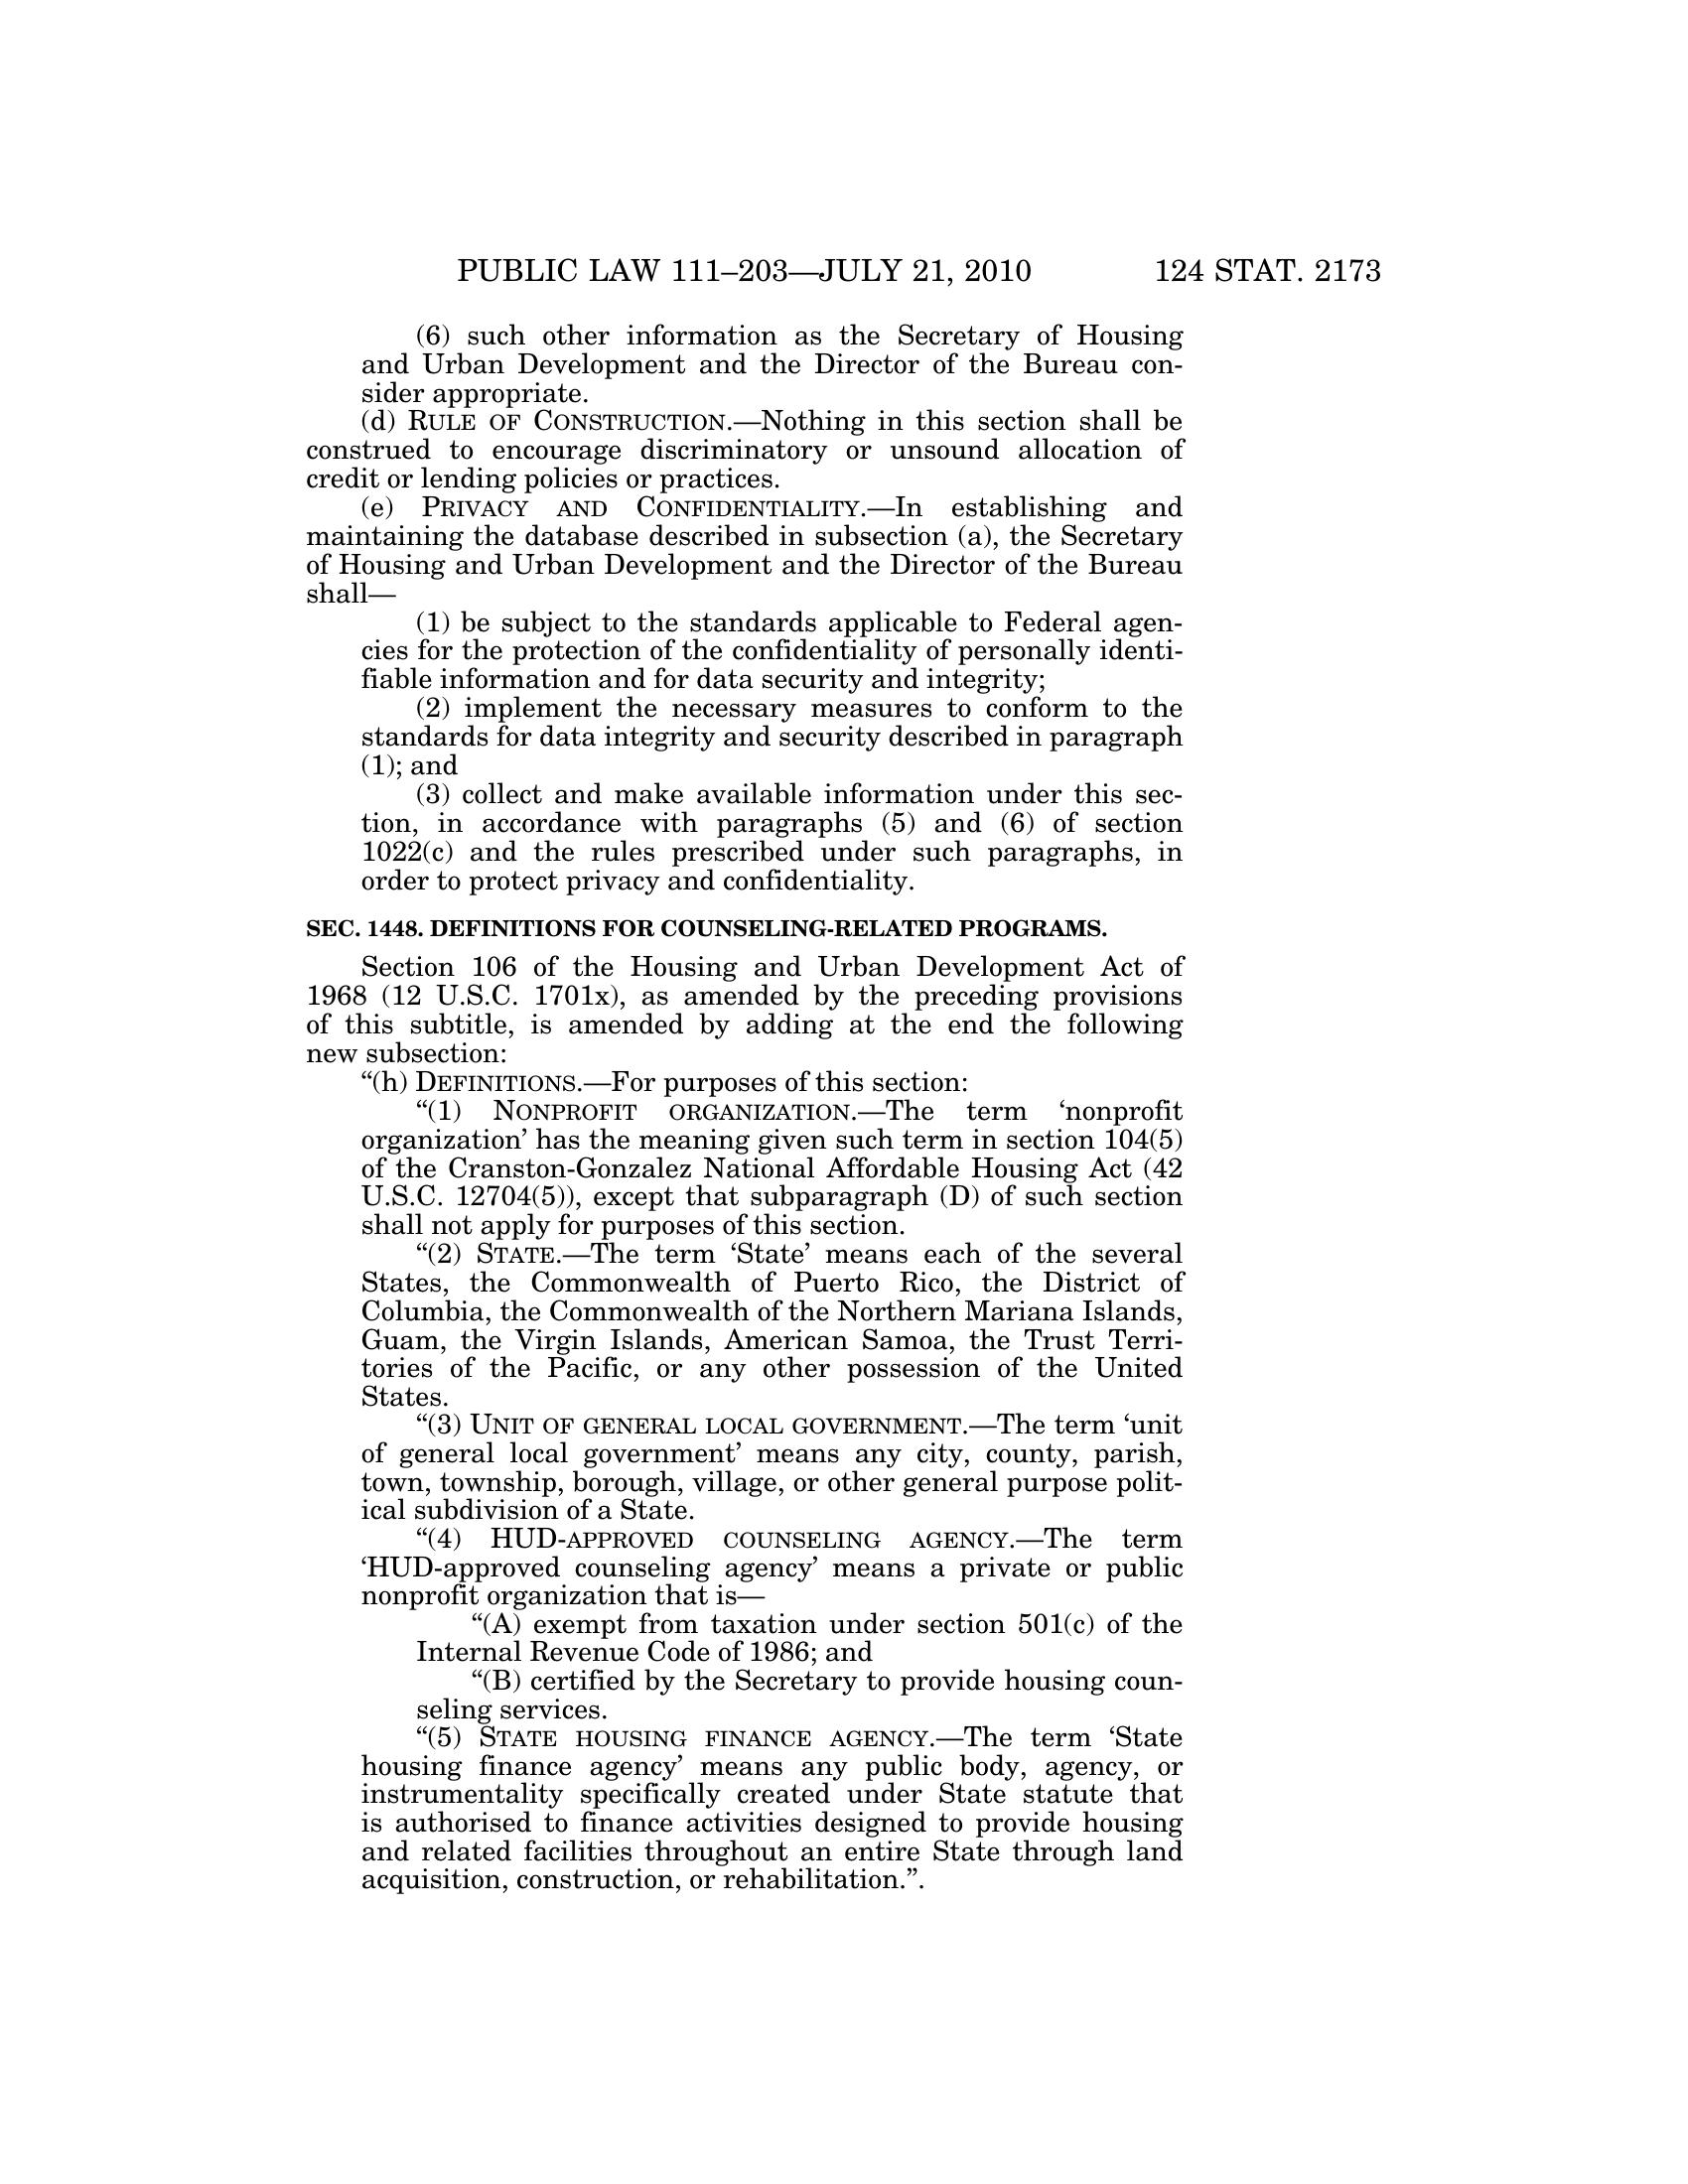 PUBLIC LAW 111–203—JULY 21, 2010 124 STAT. 2173
(6) such other information as the Secretary of Housing
and Urban Development and the Director of the Bureau con-
sider appropriate.
(d) RULE OF CONSTRUCTION.—Nothing in this section shall be
construed to encourage discriminatory or unsound allocation of
credit or lending policies or practices.
(e) PRIVACY AND CONFIDENTIALITY.—In establishing and
maintaining the database described in subsection (a), the Secretary
of Housing and Urban Development and the Director of the Bureau
shall—
(1) be subject to the standards applicable to Federal agen-
cies for the protection of the confidentiality of personally identi-
fiable information and for data security and integrity;
(2) implement the necessary measures to conform to the
standards for data integrity and security described in paragraph
(1); and
(3) collect and make available information under this sec-
tion, in accordance with paragraphs (5) and (6) of section
1022(c) and the rules prescribed under such paragraphs, in
order to protect privacy and confidentiality.
SEC. 1448. DEFINITIONS FOR COUNSELING-RELATED PROGRAMS.
Section 106 of the Housing and Urban Development Act of
1968 (12 U.S.C. 1701x), as amended by the preceding provisions
of this subtitle, is amended by adding at the end the following
new subsection:
“(h) DEFINITIONS.—For purposes of this section:
“(1) NONPROFIT ORGANIZATION.—The term ‘nonprofit
organization’ has the meaning given such term in section 104(5)
of the Cranston-Gonzalez National Affordable Housing Act (42
U.S.C. 12704(5)), except that subparagraph (D) of such section
shall not apply for purposes of this section.
“(2) STATE.—The term ‘State’ means each of the several
States, the Commonwealth of Puerto Rico, the District of
Columbia, the Commonwealth of the Northern Mariana Islands,
Guam, the Virgin Islands, American Samoa, the Trust Terri-
tories of the Pacific, or any other possession of the United
States.
“(3) UNIT OF GENERAL LOCAL GOVERNMENT.—The term ‘unit
of general local government’ means any city, county, parish,
town, township, borough, village, or other general purpose polit-
ical subdivision of a State.
“(4) HUD-APPROVED COUNSELING AGENCY.—The term
‘HUD-approved counseling agency’ means a private or public
nonprofit organization that is—
“(A) exempt from taxation under section 501(c) of the
Internal Revenue Code of 1986; and
“(B) certified by the Secretary to provide housing coun-
seling services.
“(5) STATE HOUSING FINANCE AGENCY.—The term ‘State
housing finance agency’ means any public body, agency, or
instrumentality specifically created under State statute that
is authorised to finance activities designed to provide housing
and related facilities throughout an entire State through land
acquisition, construction, or rehabilitation.”.